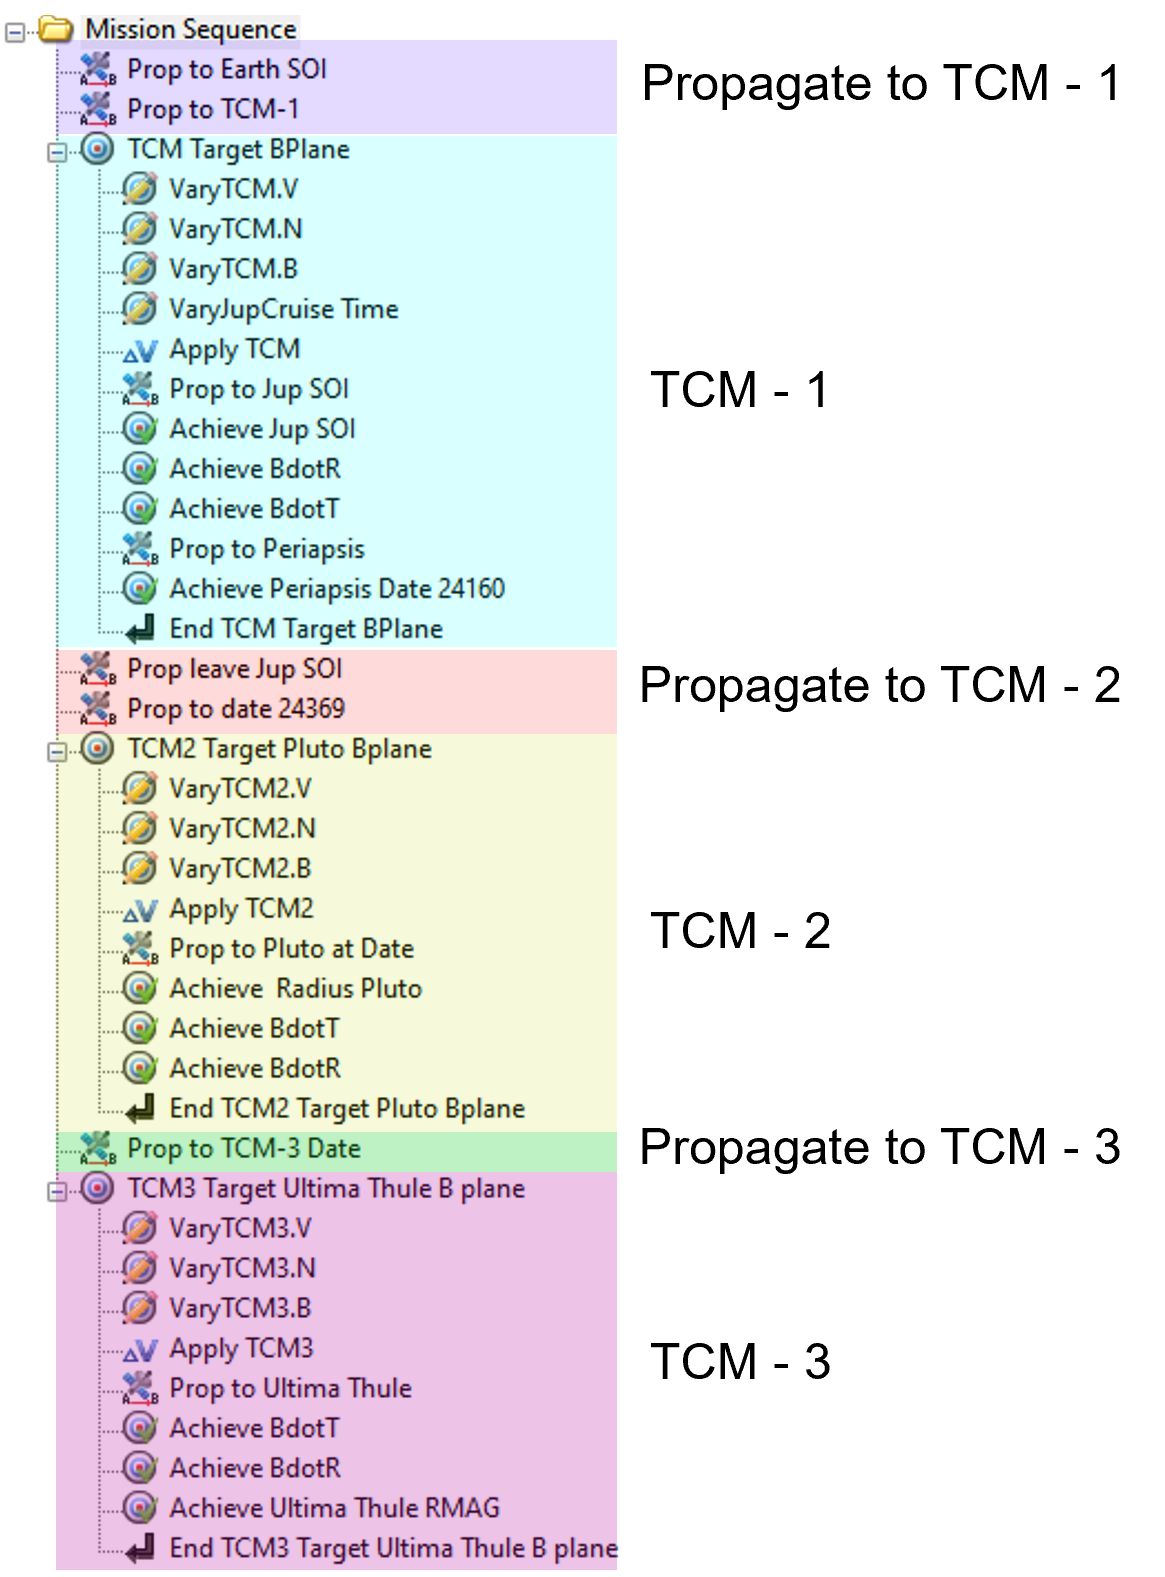 Mission Sequence
Prop to Earth SOI
Propagate to TCM - 1
Prop to TCM-1
TCM Target BPlane
VaryTCM.V
VaryTCM.N
VaryTCM.B
VaryJupCruise Time
Apply TCM
Prop to Jup SOI
TCM - 1
Achieve Jup SOI
Achieve BdotR
Achieve BdotT
Prop to Periapsis
Achieve Periapsis Date 24160
End TCM Target BPlane
Prop leave Jup SOI
Propagate to TCM - 2
Prop to date 24369
TCM2 Target Pluto Bplane
VaryTCM2.V
VaryTCM2.N
VaryTCM2.B
Apply TCM2
TCM - 2
Prop to Pluto at Date
Achieve  Radius Pluto
Achieve BdotT
Achieve BdotR
End TCM2 Target Pluto Bplane
Prop to TCM-3 Date
Propagate to TCM - 3
TCM3 Target Ultima Thule B plane
VaryTCM3.V
VaryTCM3.N
VaryTCM3.B
Apply TCM3
TCM - 3
Prop to Ultima Thule
Achieve BdotT
Achieve BdotR
Achieve Ultima Thule RMAG
End TCM3 Target Ultima Thule B plane